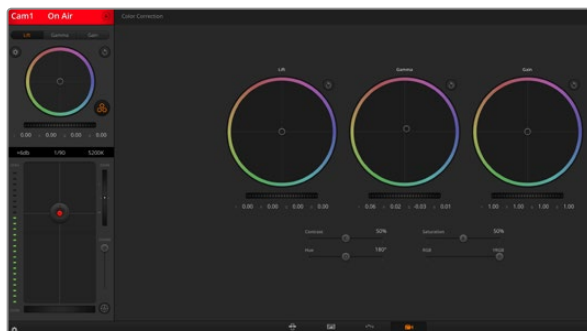 Cam1 On Air
Color Correction
Lift Gamma Gain
Lift Gamma Gain
0.00 0.00 0.00 0.00
+6db 1/90 5200K
- 0.00 0.00 0.00 0.00
- 0.06 0.02 -0.03 0.01
- 1.00 1.00 1.00 1.00
Contrast 50% Saturation 50%
Hue 180°